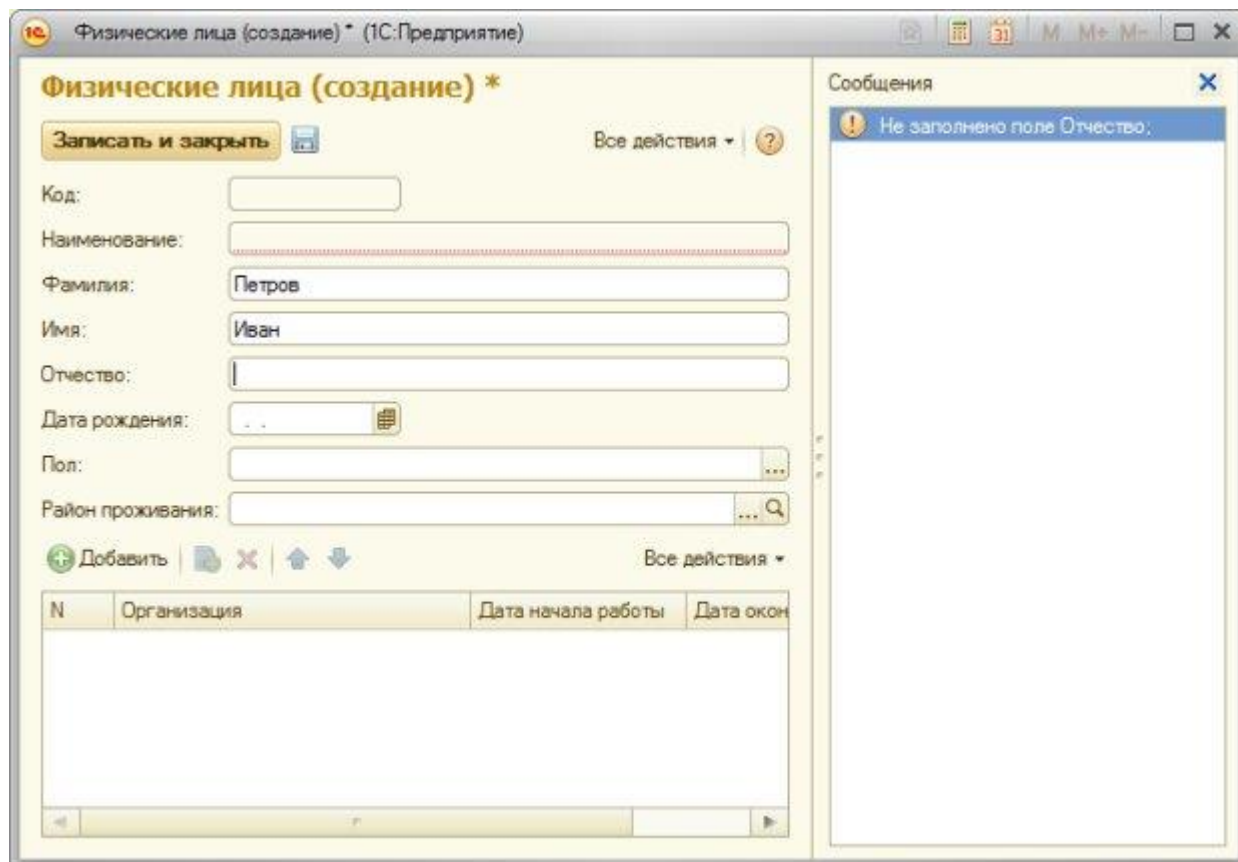 1С Физические лица (создание) * (1С:Предприятие) 31 M M+ M-
Физические лица (создание) *
Сообщения
Записать и закрыть
Все действия
?
! Не заполнено поле Отчество;
Код:
Наименование:
Фамилия: Петров
Имя: Иван
Отчество:
Дата рождения: . .
Пол: ...
Район проживания: ...
Добавить
Все действия
N Организация Дата начала работы Дата окон